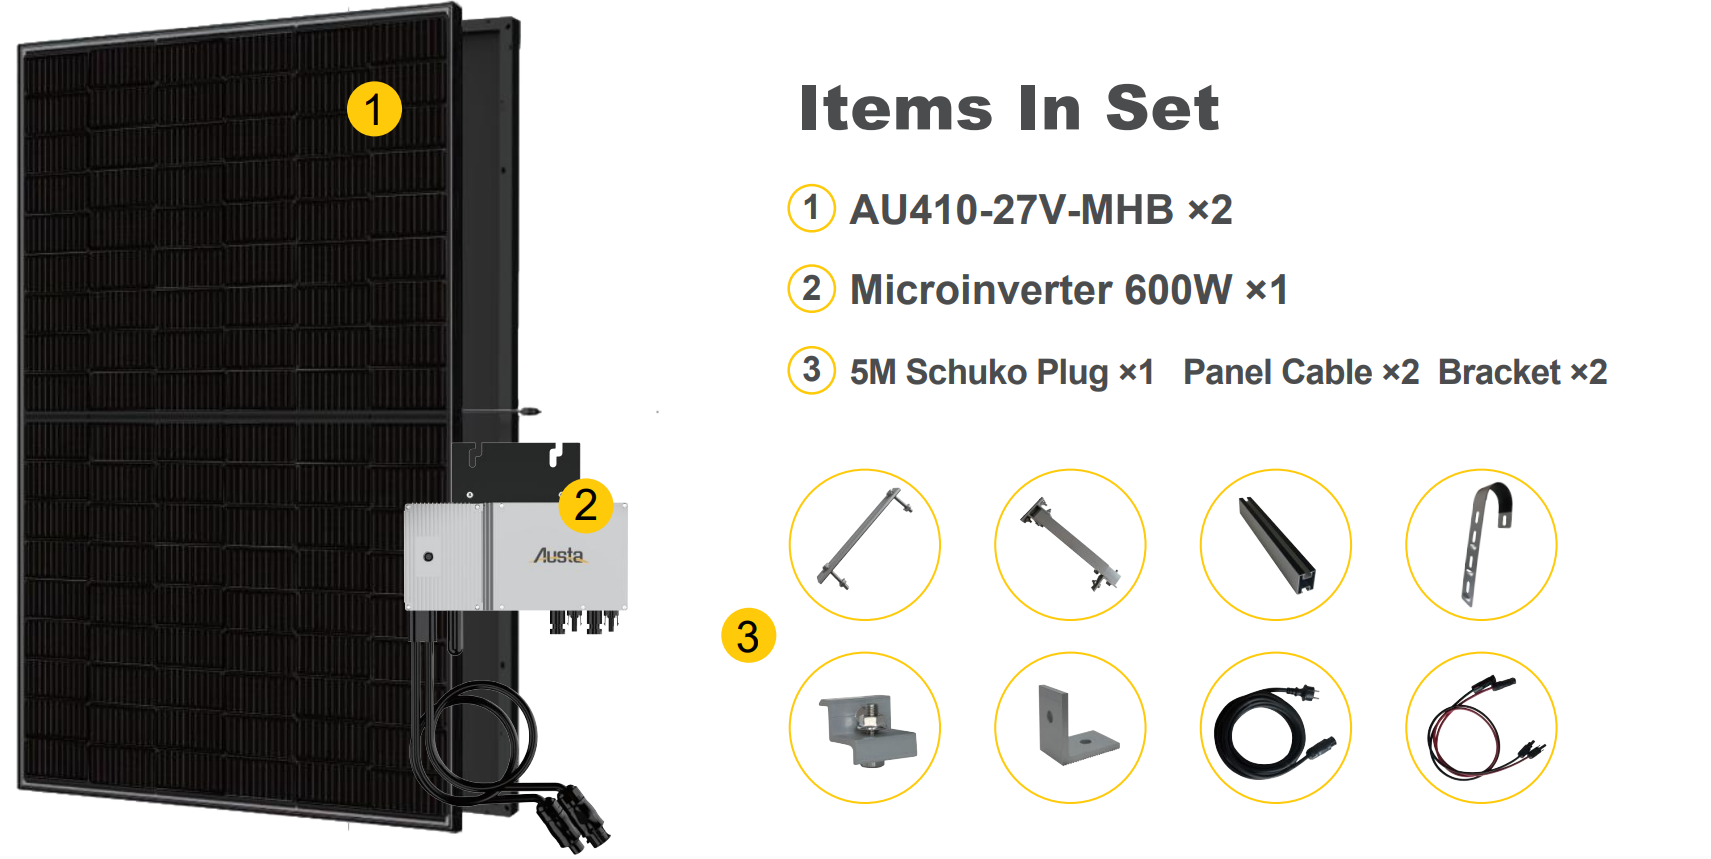 Items In Set
1 AU410-27V-MHB ×2
2 Microinverter 600W ×1
3 5M Schuko Plug ×1 Panel Cable ×2 Bracket ×2
1
2
Austa
3